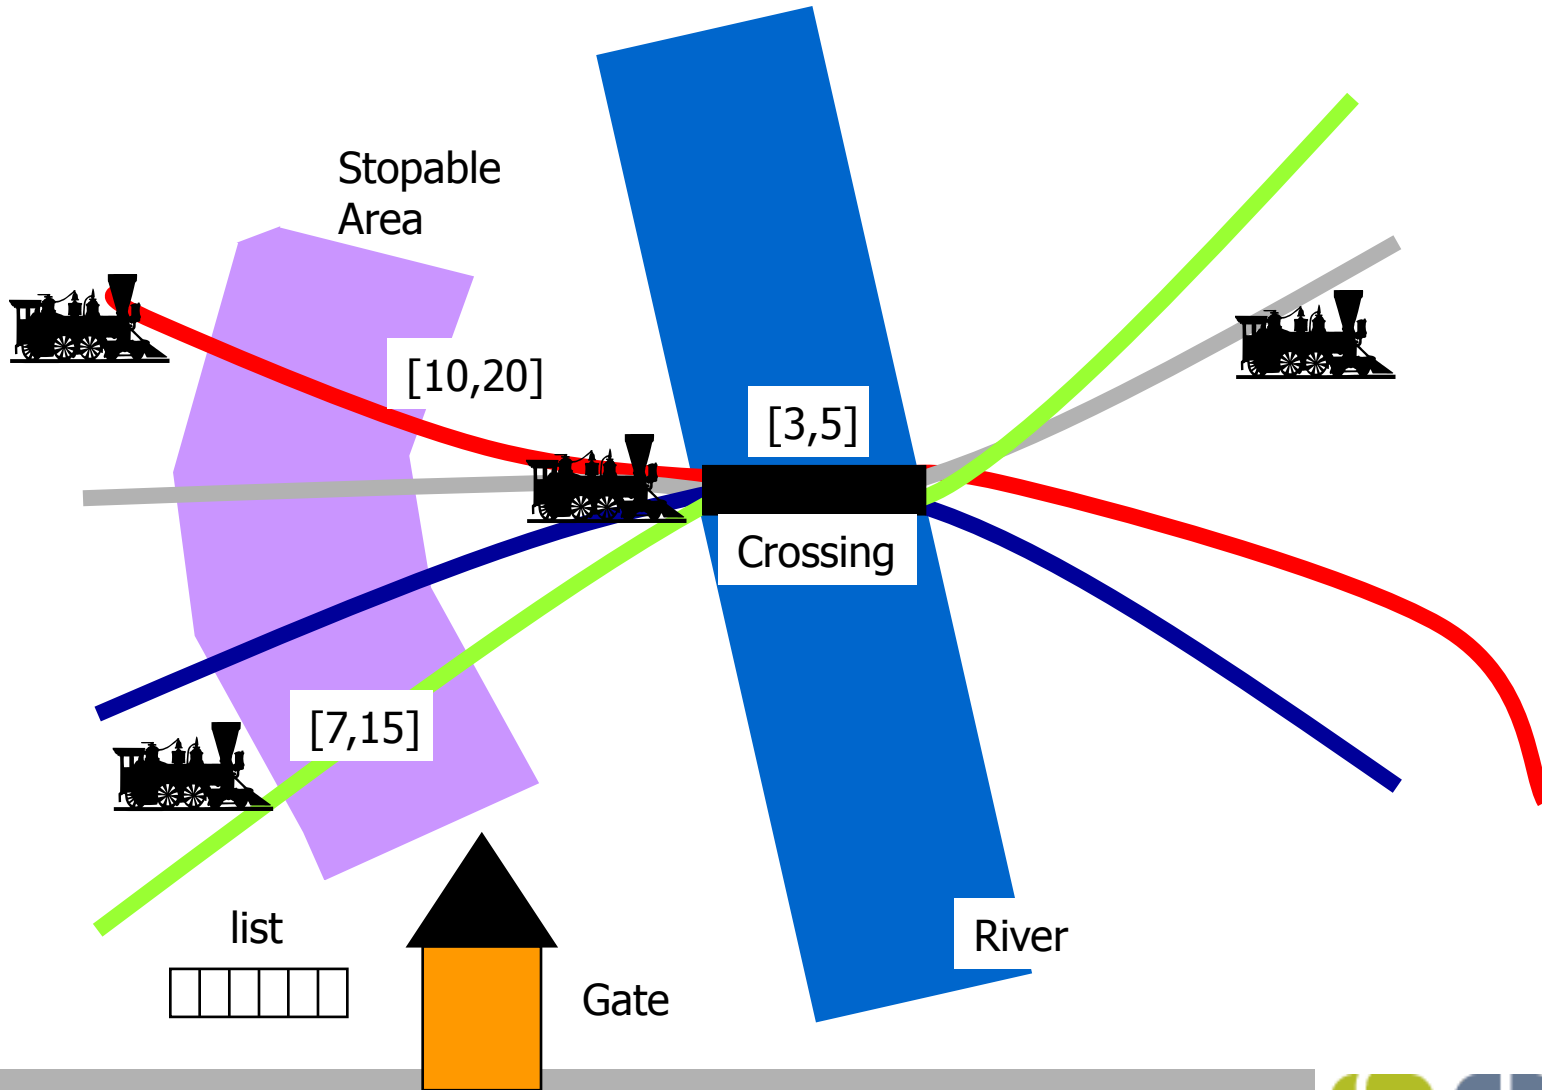 Stopable
Area
[10,20]
[3,5]
Crossing
[7,15]
list
River
Gate